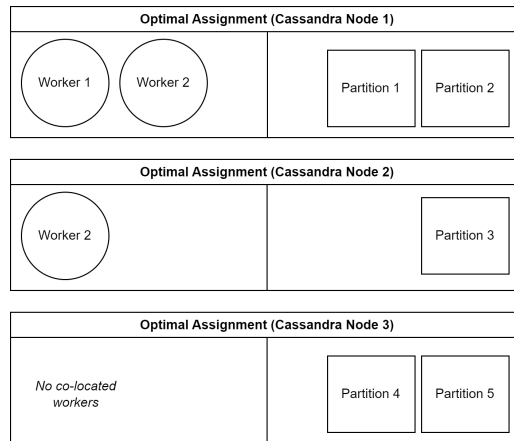 Optimal Assignment (Cassandra Node 1)
Worker 1
Worker 2
Partition 1
Partition 2
Optimal Assignment (Cassandra Node 2)
Worker 2
Partition 3
Optimal Assignment (Cassandra Node 3)
No co-located
workers
Partition 4
Partition 5